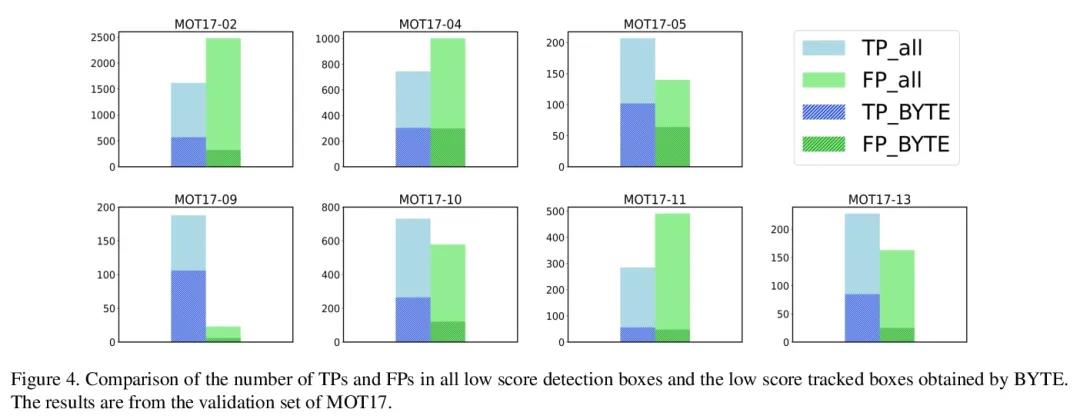 MOT17-02
2500
2000
1500
1000
500
0
MOT17-04
1000
800
600
400
200
0
MOT17-05
200
150
100
50
0
TP_all
FP_all
TP_BYTE
FP_BYTE
MOT17-09
200
150
100
50
0
MOT17-10
800
600
400
200
0
MOT17-11
500
400
300
200
100
0
MOT17-13
200
150
100
50
0
Figure 4. Comparison of the number of TPs and FPs in all low score detection boxes and the low score tracked boxes obtained by BYTE.
The results are from the validation set of MOT17.